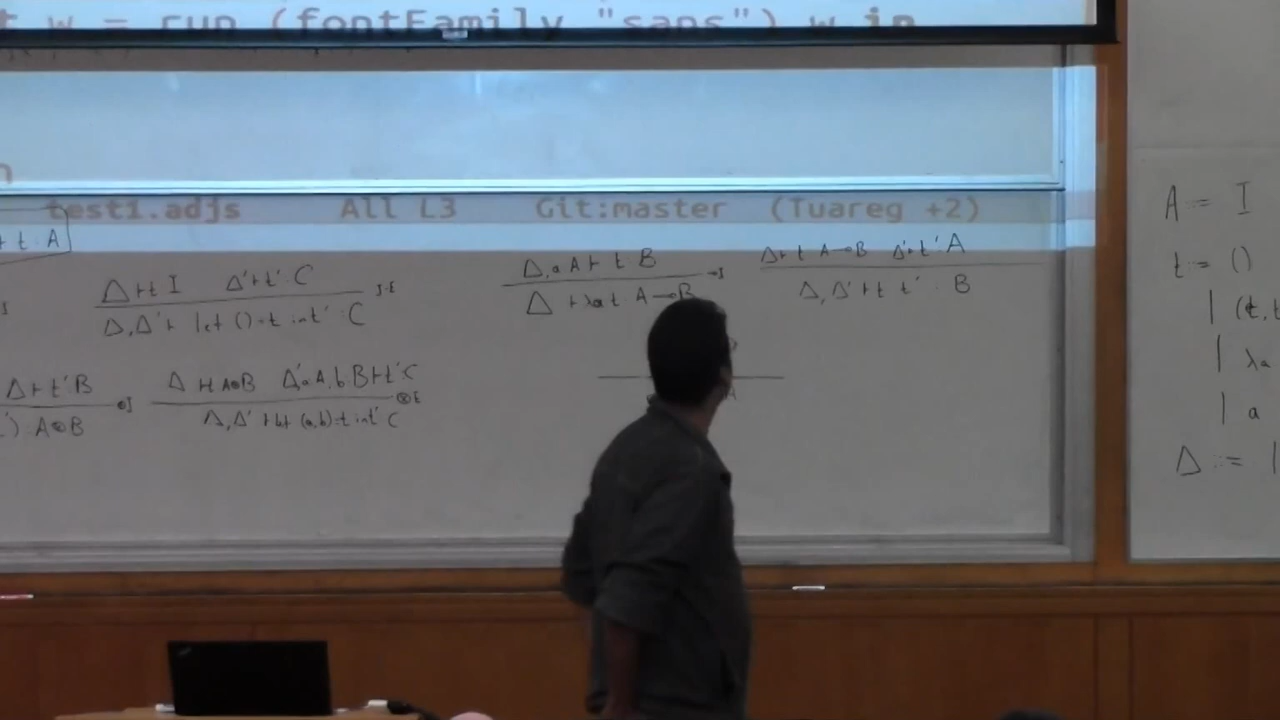 t w = run (fontFamily "sans") w in
n
test1.adjs All L3 Git:master (Tuareg +2)
⊢ t : A
Δ ⊢ t : I Δ' ⊢ t' : C
Δ, Δ' ⊢ let () = t in t' : C
I-E
Δ, a : A ⊢ t : B
Δ ⊢ λa. t : A ⊸ B
⊸I
Δ ⊢ t : A ⊸ B Δ' ⊢ t' : A
Δ, Δ' ⊢ t t' : B
Δ ⊢ t' : B
') : A ⊗ B
⊗I
Δ ⊢ t : A ⊗ B Δ', a : A, b : B ⊢ t' : C
Δ, Δ' ⊢ let (a, b) = t in t' : C
⊗E
A ::= I
t ::= ()
| (t, t
| λa
| a
Δ ::=